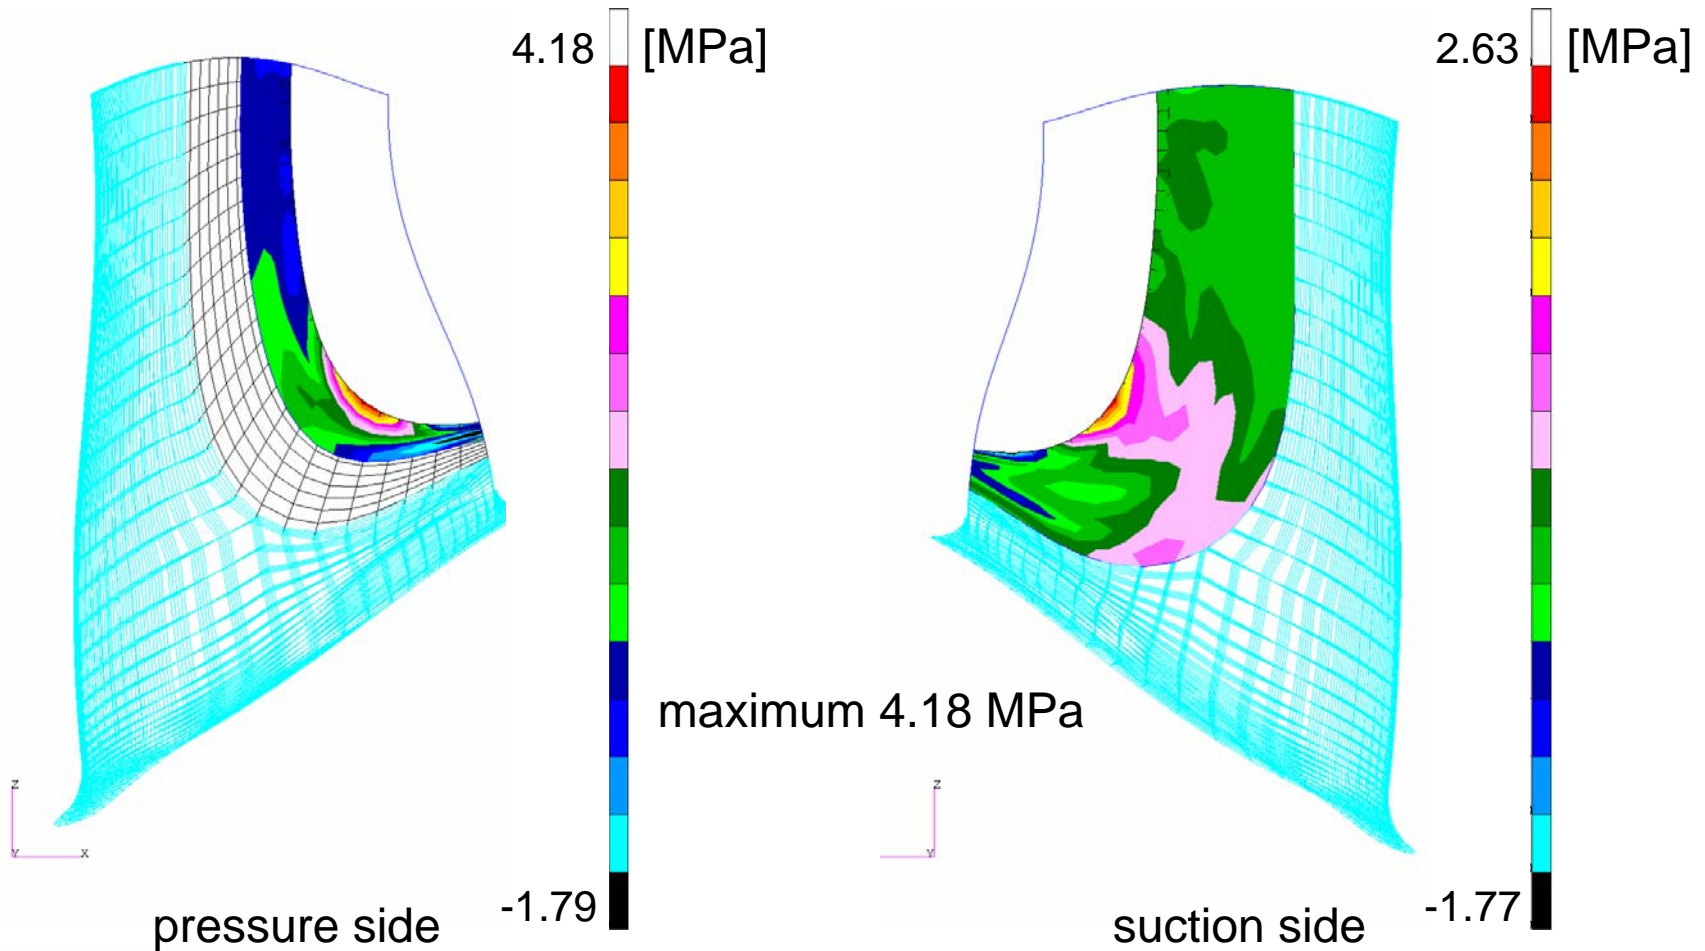 4.18 [MPa]
2.63 [MPa]
maximum 4.18 MPa
Z
Y X
Z
Y
-1.79
-1.77
pressure side
suction side